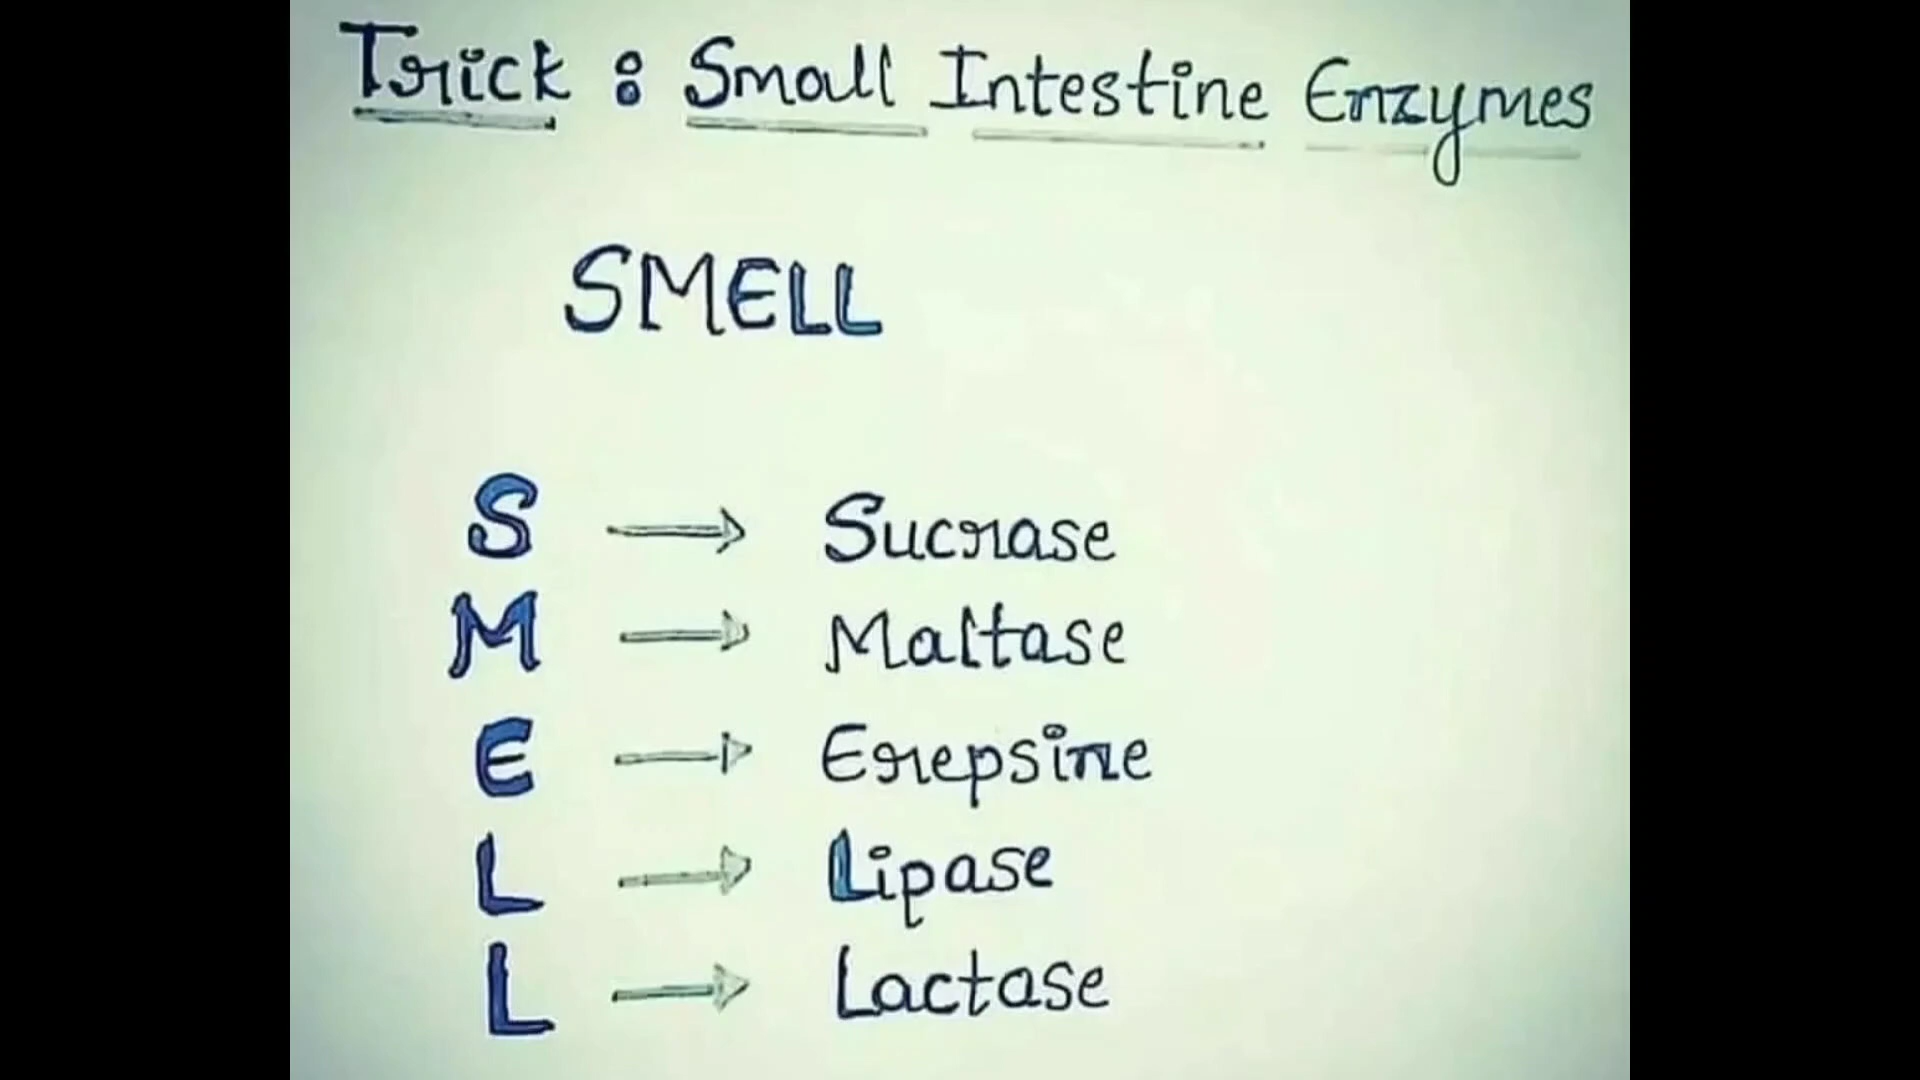 Trick : Small Intestine Enzymes
SMELL
S → Sucrase
M → Maltase
E → Erepsine
L → Lipase
L → Lactase